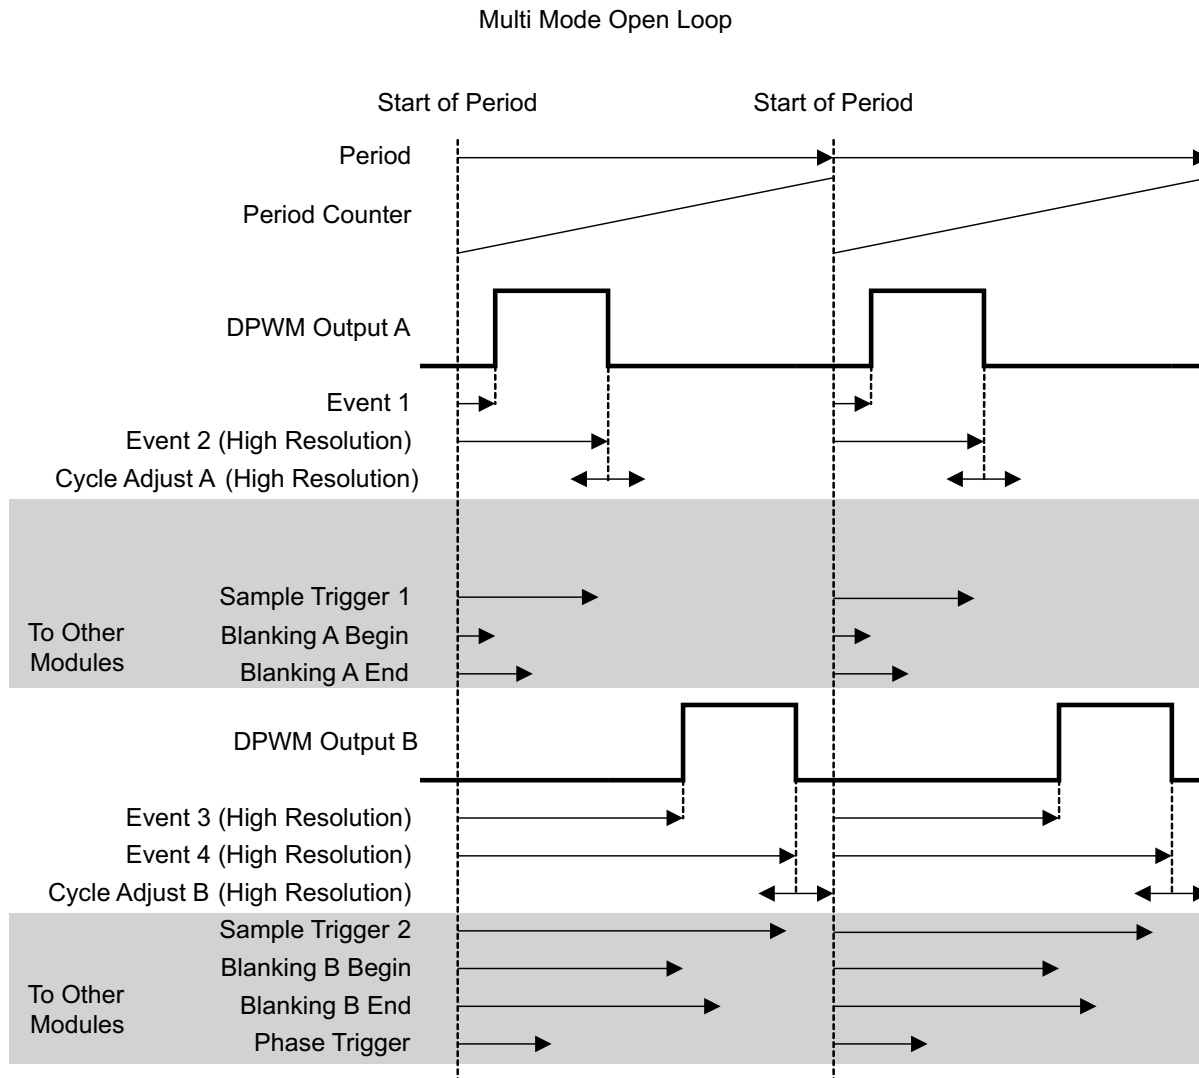 Multi Mode Open Loop
Start of Period
Start of Period
Period
Period Counter
DPWM Output A
Event 1
Event 2 (High Resolution)
Cycle Adjust A (High Resolution)
To Other
Modules
Sample Trigger 1
Blanking A Begin
Blanking A End
DPWM Output B
Event 3 (High Resolution)
Event 4 (High Resolution)
Cycle Adjust B (High Resolution)
To Other
Modules
Sample Trigger 2
Blanking B Begin
Blanking B End
Phase Trigger